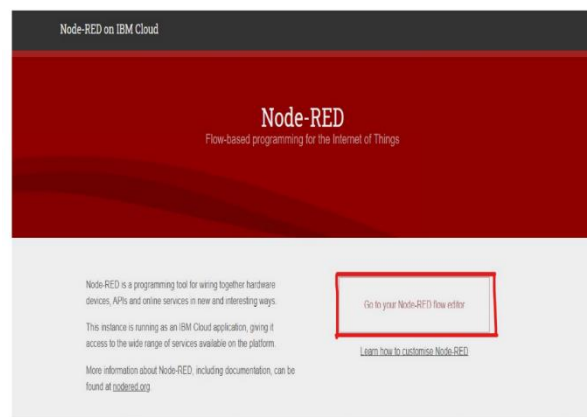 Node-RED on IBM Cloud
Node-RED
Flow-based programming for the Internet of Things
Node-RED is a programming tool for wiring together hardware
devices, APIs and online services in new and interesting ways.
This instance is running as an IBM Cloud application, giving it
access to the wide range of services available on the platform.
More information about Node-RED, including documentation, can be
found at nodered.org.
Go to your Node-RED flow editor
Learn how to customise Node-RED